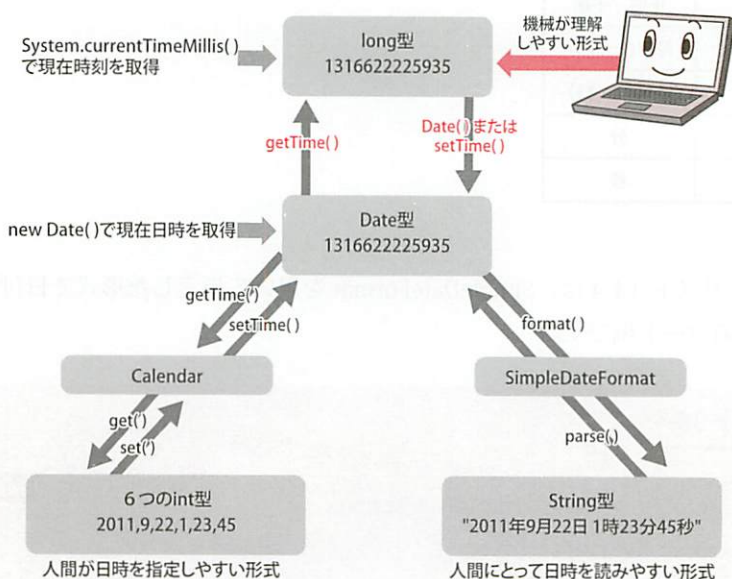 機械が理解
しやすい形式
System.currentTimeMillis( )
で現在時刻を取得
long型
1316622225935
getTime( )
Date( ) または
setTime( )
new Date( )で現在日時を取得
Date型
1316622225935
getTime( )
setTime( )
format( )
Calendar
SimpleDateFormat
get( )
set( )
parse( )
6つのint型
2011,9,22,1,23,45
String型
"2011年9月22日 1時23分45秒"
人間が日時を指定しやすい形式
人間にとって日時を読みやすい形式